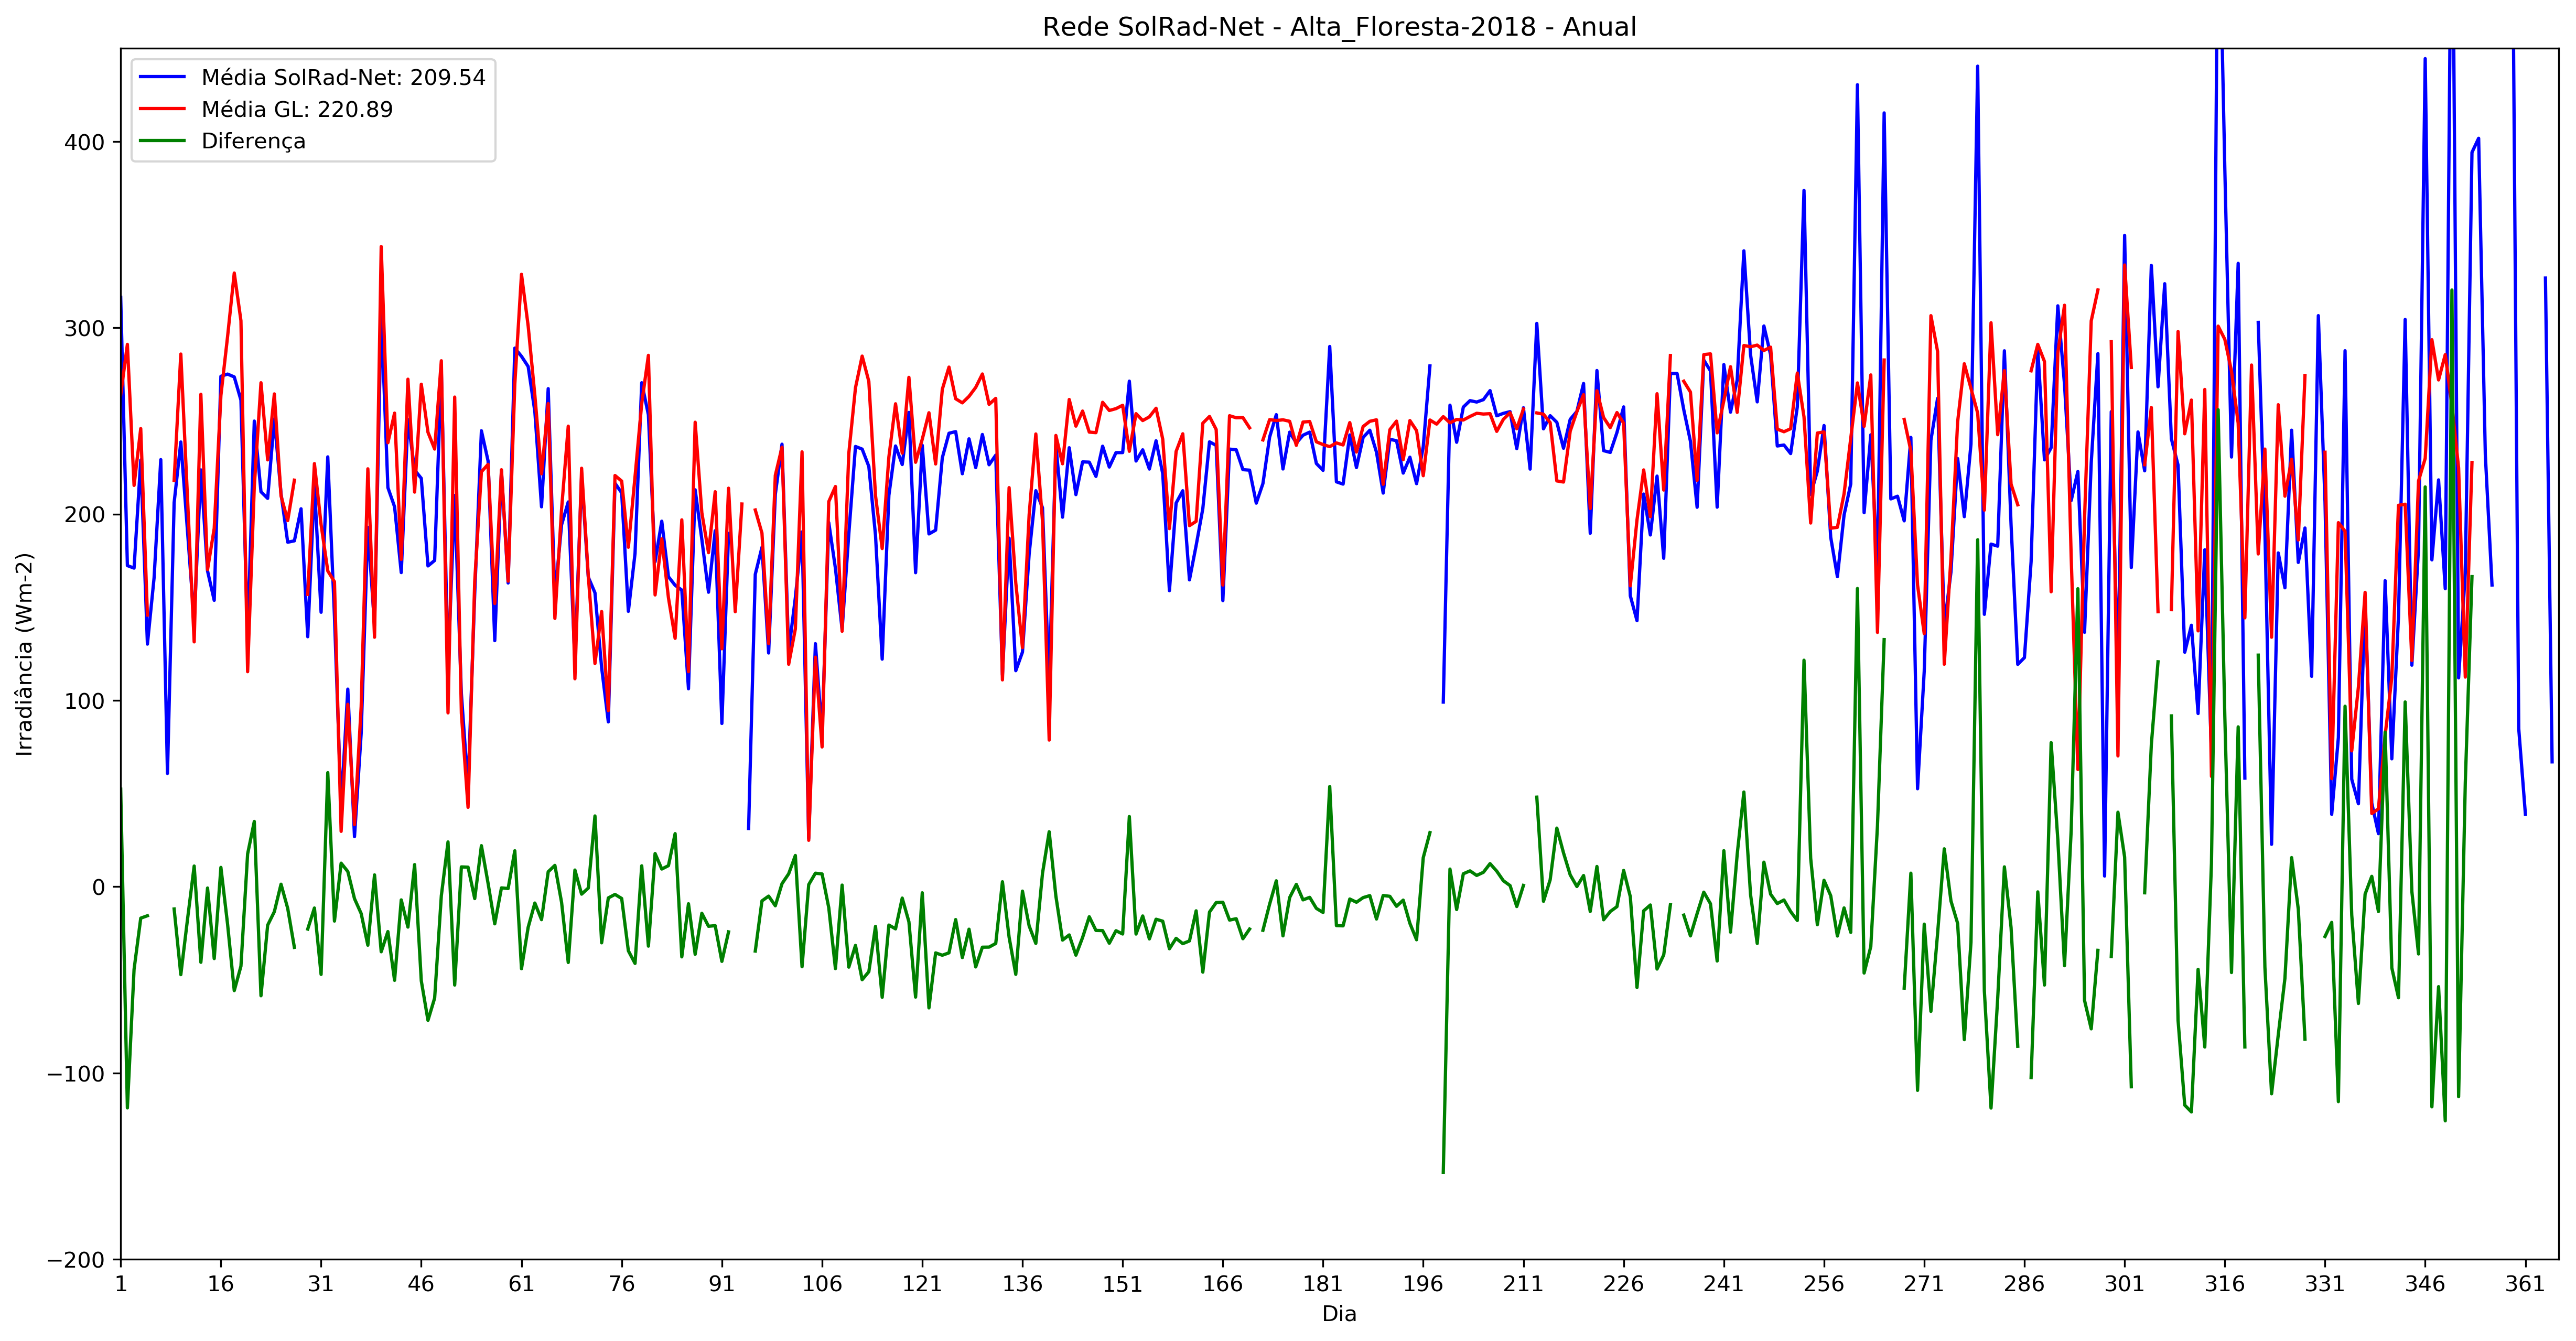 Rede SolRad-Net - Alta_Floresta-2018 - Anual
Média SolRad-Net: 209.54
Média GL: 220.89
Diferença
Irradiância (Wm-2)
400
300
200
100
0
−100
−200
1 16 31 46 61 76 91 106 121 136 151 166 181 196 211 226 241 256 271 286 301 316 331 346 361
Dia